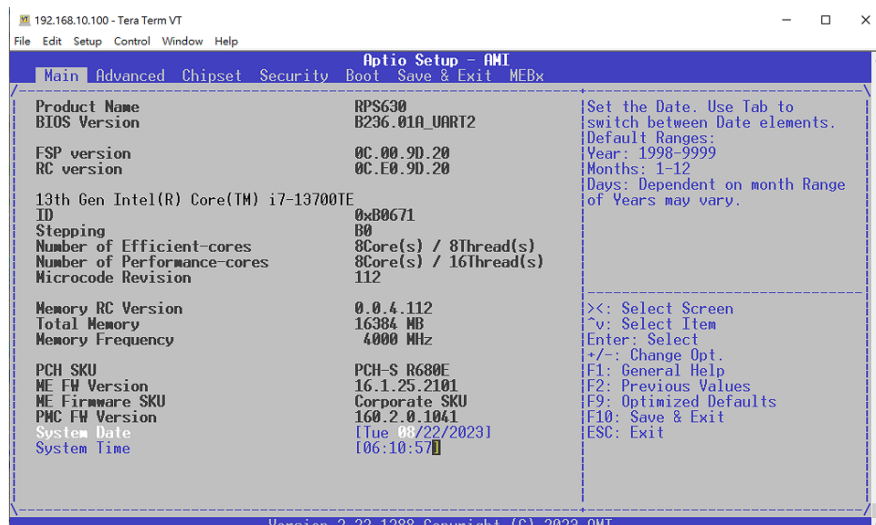 192.168.10.100 - Tera Term VT
File Edit Setup Control Window Help
Aptio Setup - AMI
Main Advanced Chipset Security Boot Save & Exit MEBx
Product Name RPS630
BIOS Version B236.01A_UART2
FSP version 0C.00.9D.20
RC version 0C.E0.9D.20
13th Gen Intel(R) Core(TM) i7-13700TE
ID 0xB0671
Stepping B0
Number of Efficient-cores 8Core(s) / 8Thread(s)
Number of Performance-cores 8Core(s) / 16Thread(s)
Microcode Revision 112
Memory RC Version 0.0.4.112
Total Memory 16384 MB
Memory Frequency 4000 MHz
PCH SKU PCH-S R680E
ME FW Version 16.1.25.2101
ME Firmware SKU Corporate SKU
PMC FW Version 160.2.0.1041
System Date [Tue 08/22/2023]
System Time [06:10:57]
Set the Date. Use Tab to
switch between Date elements.
Default Ranges:
Year: 1998-9999
Months: 1-12
Days: Dependent on month Range
of Years may vary.
><: Select Screen
^v: Select Item
Enter: Select
+/-: Change Opt.
F1: General Help
F2: Previous Values
F9: Optimized Defaults
F10: Save & Exit
ESC: Exit
Version 2.22.1288 Copyright (C) 2023 AMI